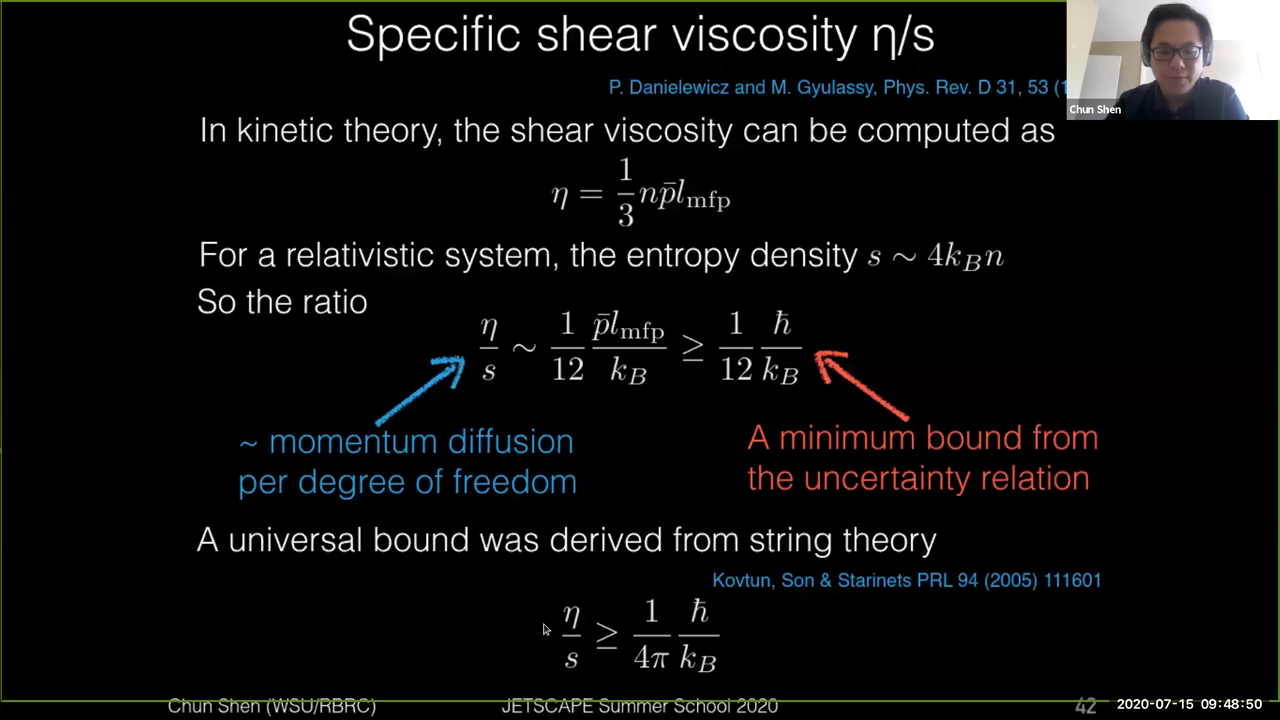 Specific shear viscosity η/s
P. Danielewicz and M. Gyulassy, Phys. Rev. D 31, 53 (1
Chun Shen
In kinetic theory, the shear viscosity can be computed as
η = 1/3 n p̄ l_mfp
For a relativistic system, the entropy density s ∼ 4k_B n
So the ratio
η/s ∼ 1/12 p̄ l_mfp/k_B ≥ 1/12 ħ/k_B
~ momentum diffusion
per degree of freedom
A minimum bound from
the uncertainty relation
A universal bound was derived from string theory
Kovtun, Son & Starinets PRL 94 (2005) 111601
η/s ≥ 1/4π ħ/k_B
Chun Shen (WSU/RBRC)
JETSCAPE Summer School 2020
42
2020-07-15 09:48:50